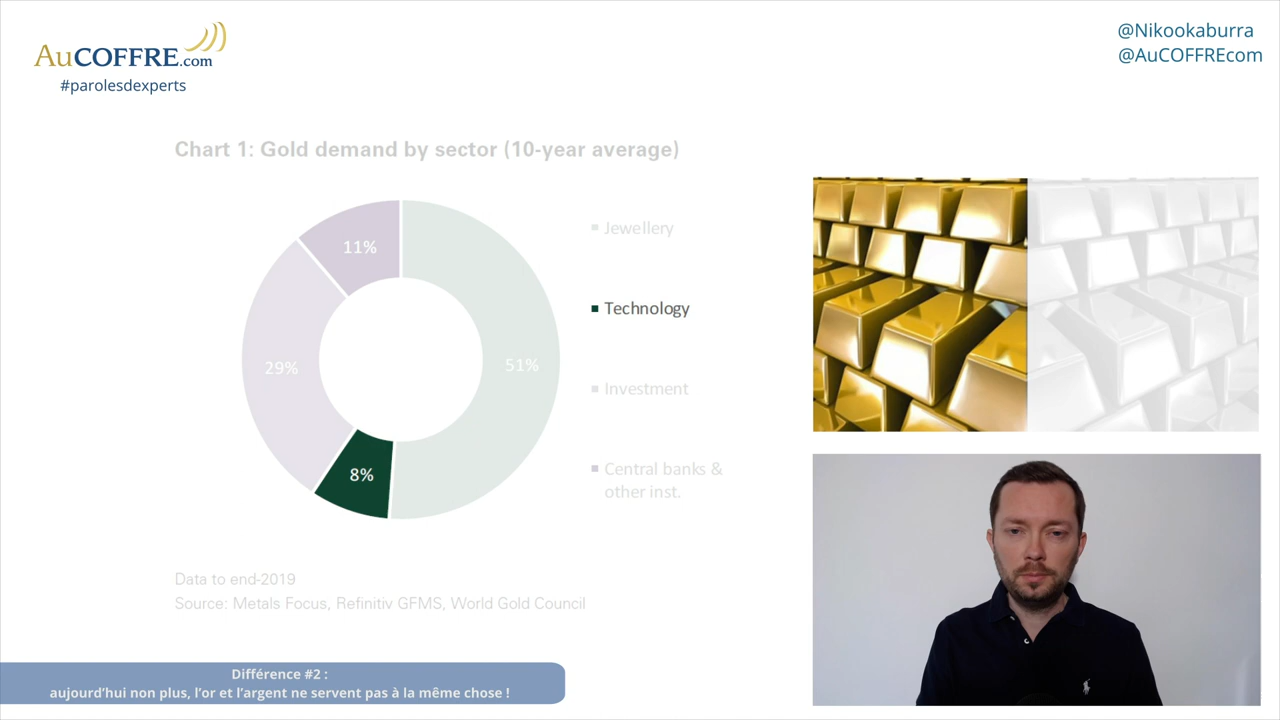 AuCOFFRE.com
#parolesdexperts
@Nikookaburra
@AuCOFFREcom
Chart 1: Gold demand by sector (10-year average)
11%
29%
51%
8%
Jewellery
Technology
Investment
Central banks &
other inst.
Data to end-2019
Source: Metals Focus, Refinitiv GFMS, World Gold Council
Différence #2 :
aujourd'hui non plus, l'or et l'argent ne servent pas à la même chose !